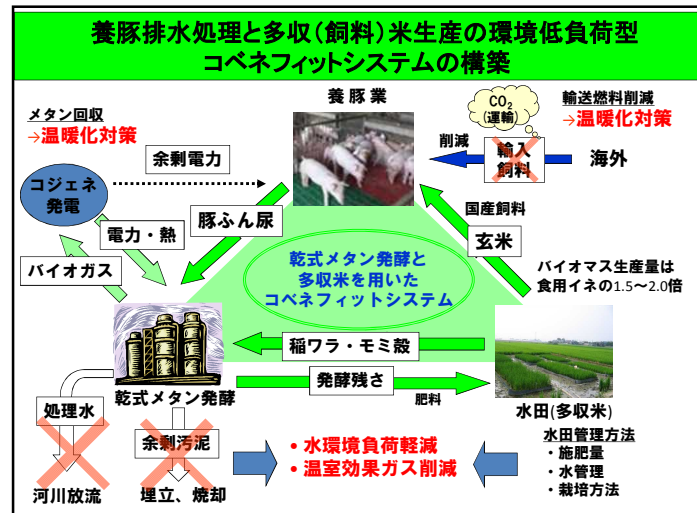 養豚排水処理と多収(飼料)米生産の環境低負荷型
コベネフィットシステムの構築
メタン回収
→温暖化対策
養豚業
CO₂
(運輸)
輸送燃料削減
→温暖化対策
余剰電力
削減
輸入
飼料
海外
コジェネ
発電
電力・熱
豚ふん尿
国産飼料
玄米
バイオガス
乾式メタン発酵と
多収米を用いた
コベネフィットシステム
バイオマス生産量は
食用イネの1.5~2.0倍
稲ワラ・モミ殻
発酵残さ
肥料
乾式メタン発酵
水田(多収米)
処理水
余剰汚泥
・水環境負荷軽減
・温室効果ガス削減
水田管理方法
・施肥量
・水管理
・栽培方法
河川放流
埋立、焼却